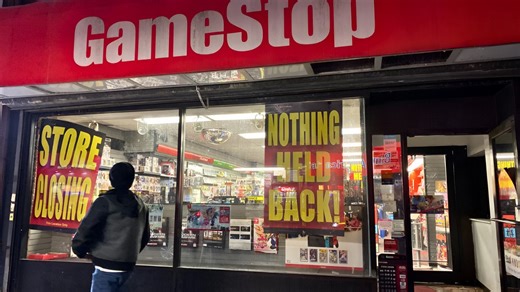 GameStop
STORE
CLOSING
NOTHING
HELD
BACK!